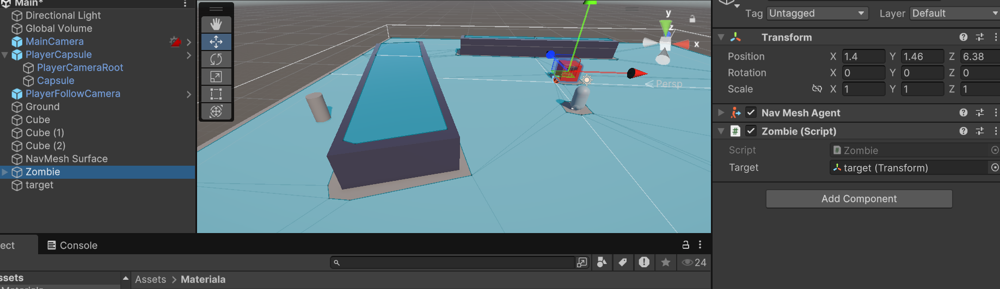 Main*
Directional Light
Global Volume
MainCamera
PlayerCapsule
PlayerCameraRoot
Capsule
PlayerFollowCamera
Ground
Cube
Cube (1)
Cube (2)
NavMesh Surface
Zombie
target
y
z
x
Persp
Tag Untagged Layer Default
Transform
Position X 1.4 Y 1.46 Z 6.38
Rotation X 0 Y 0 Z 0
Scale X 1 Y 1 Z 1
Nav Mesh Agent
# Zombie (Script)
Script # Zombie
Target target (Transform)
Add Component
ect Console
24
ssets
Assets > Materiala